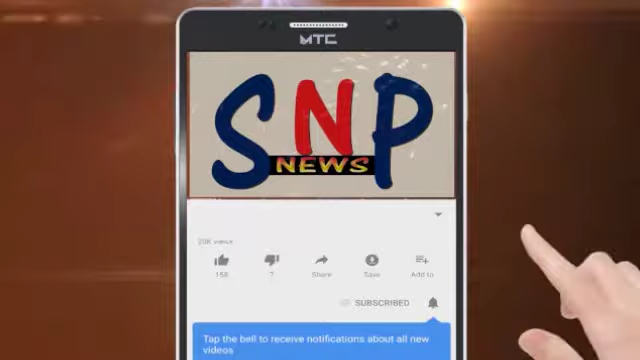 MTC
SNP
NEWS
20K views
158
7
Share
Save
Add to
SUBSCRIBED
Tap the bell to receive notifications about all new
videos